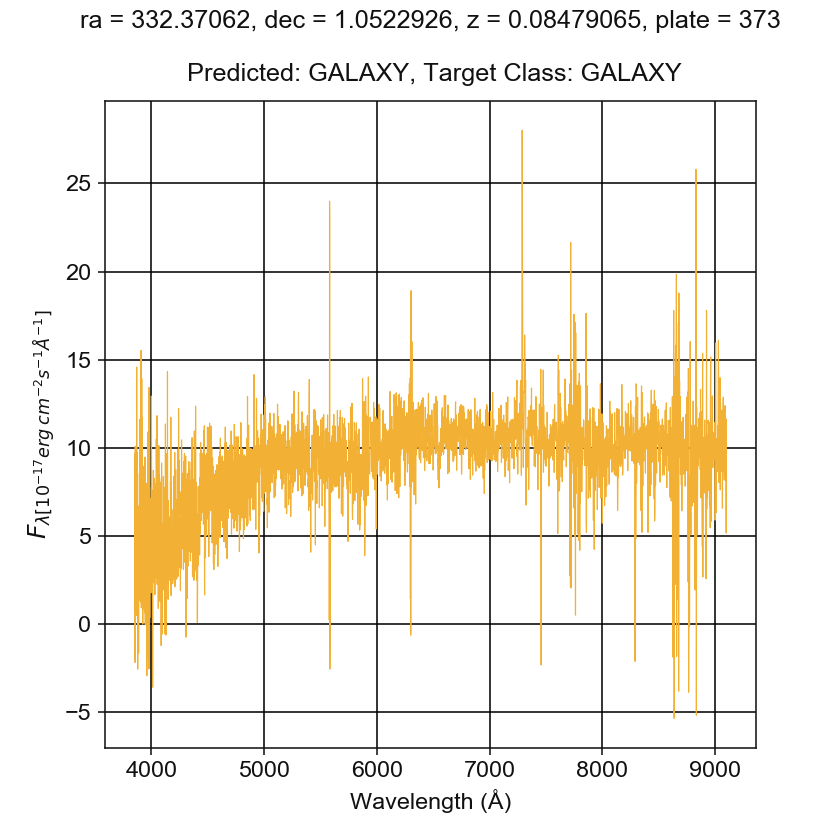 ra = 332.37062, dec = 1.0522926, z = 0.08479065, plate = 373
Predicted: GALAXY, Target Class: GALAXY
25
20
15
10
5
0
−5
F_{λ[10^{−17} erg cm^{−2} s^{−1} Å^{−1}]}
4000 5000 6000 7000 8000 9000
Wavelength (Å)